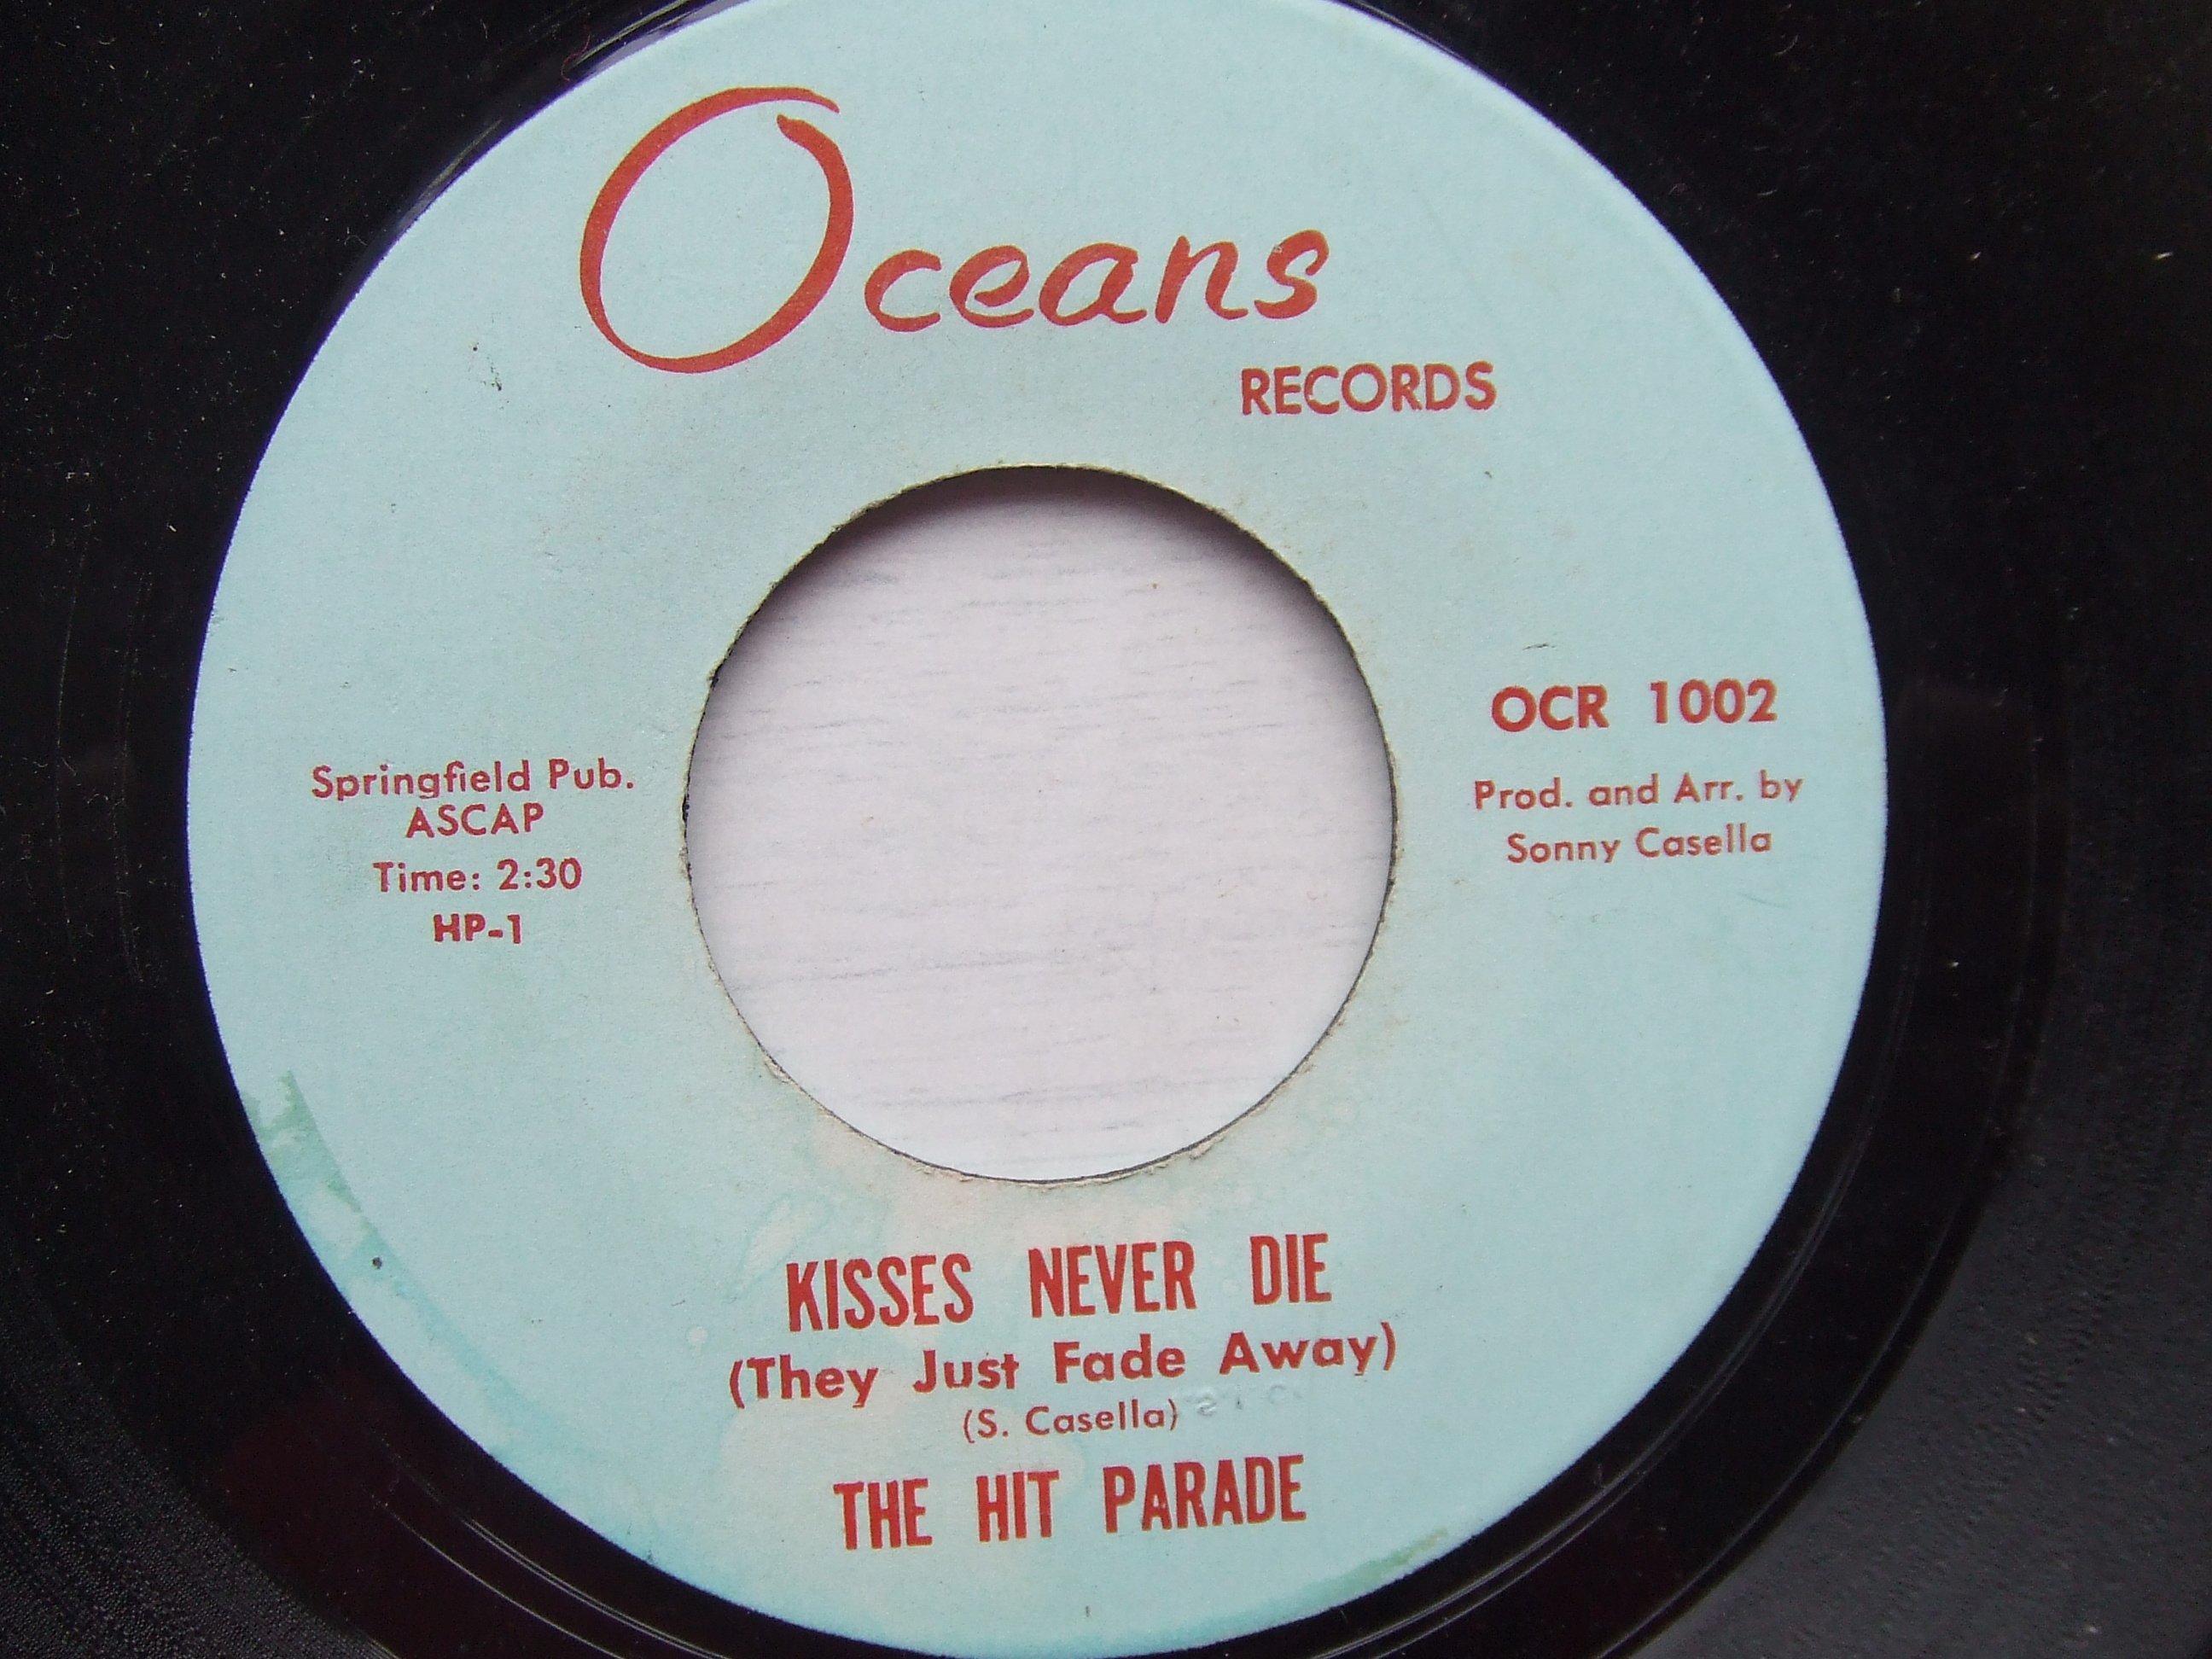 Oceans
RECORDS
OCR 1002
Prod. and Arr. by
Sonny Casella
Springfield Pub.
ASCAP
Time: 2:30
HP-1
KISSES NEVER DIE
(They Just Fade Away)
(S. Casella)
THE HIT PARADE